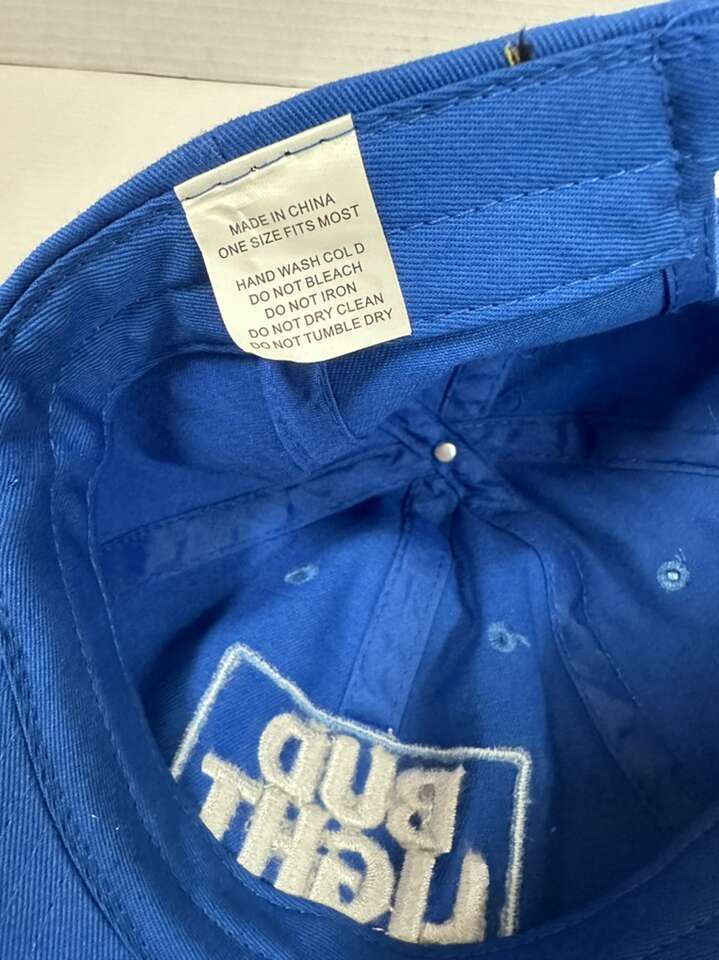 MADE IN CHINA
ONE SIZE FITS MOST
HAND WASH COLD
DO NOT BLEACH
DO NOT IRON
DO NOT DRY CLEAN
DO NOT TUMBLE DRY
BUD
LIGHT